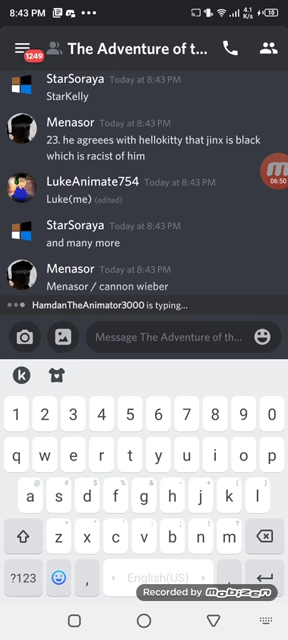 8:43 PM
4.1
K/s
19
1249
The Adventure of t...
StarSoraya Today at 8:43 PM
StarKelly
Menasor Today at 8:43 PM
23. he agreees with hellokitty that jinx is black
which is racist of him
06:50
LukeAnimate754 Today at 8:43 PM
Luke(me) (edited)
StarSoraya Today at 8:43 PM
and many more
Menasor Today at 8:43 PM
Menasor / cannon wieber
HamdanTheAnimator3000 is typing...
Message The Adventure of th...
k
1 2 3 4 5 6 7 8 9 0
q w e r t y u i o p
@ # $ _ & - + ( )
a s d f g h j k l
* " ' : ; ! ?
z x c v b n m
?123 , English(US) .
Recorded by mobizen